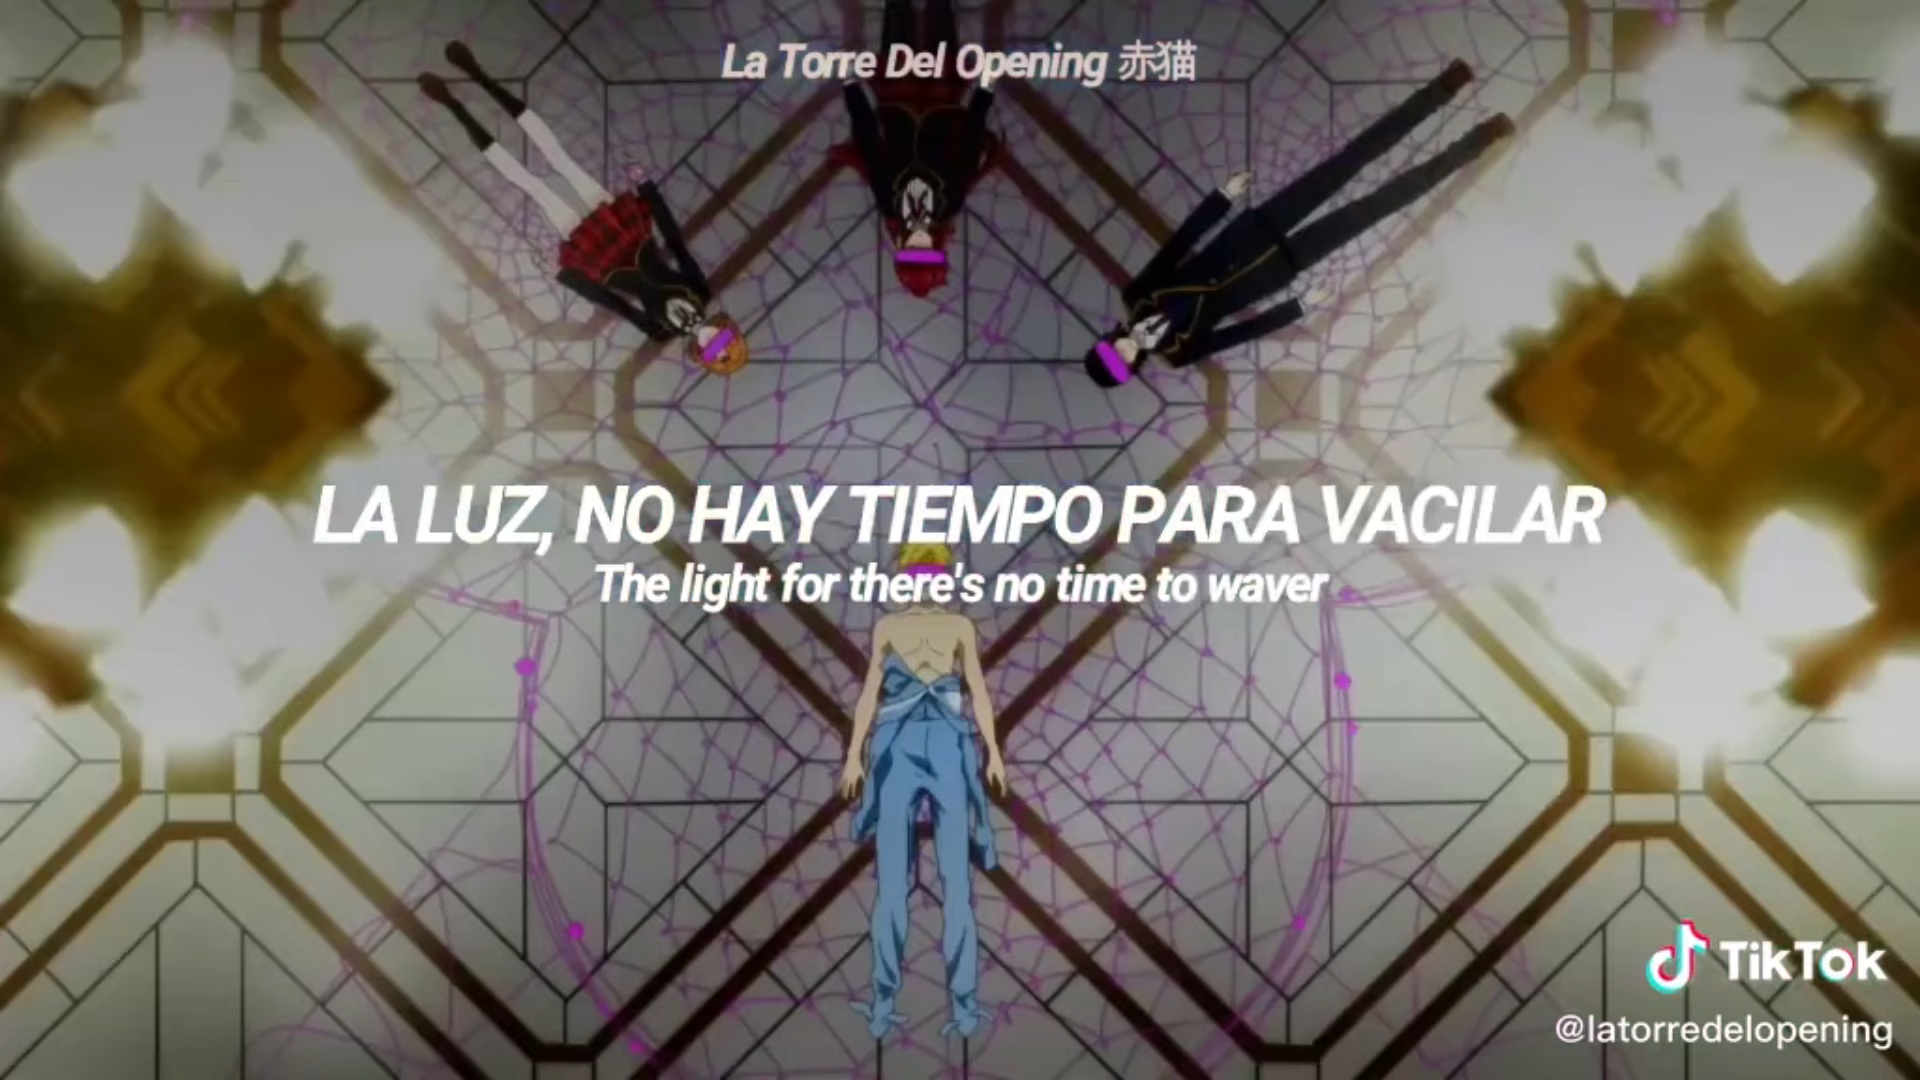 La Torre Del Opening 赤猫
LA LUZ, NO HAY TIEMPO PARA VACILAR
The light for there's no time to waver
TikTok
@latorredelopening